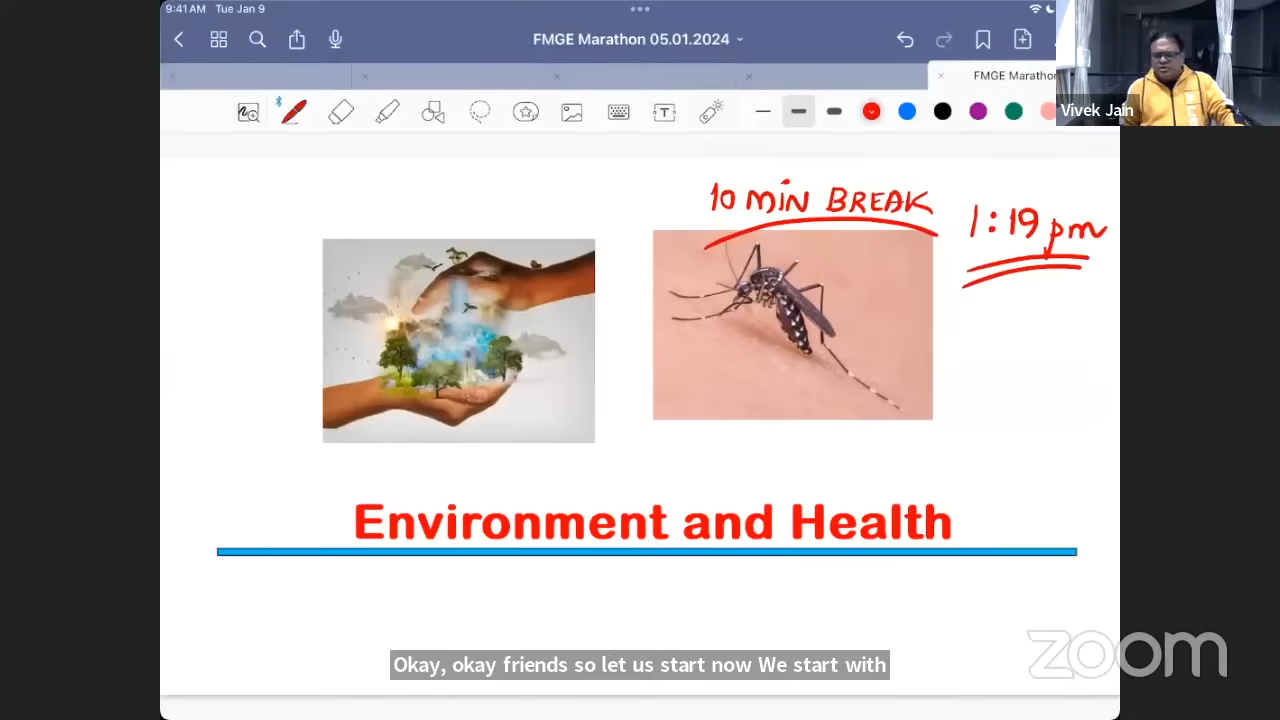 9:41 AM Tue Jan 9
FMGE Marathon 05.01.2024
FMGE Marathon
Vivek Jain
T
10 MiN BREAK
1:19 pm
Environment and Health
Okay, okay friends so let us start now We start with
zoom